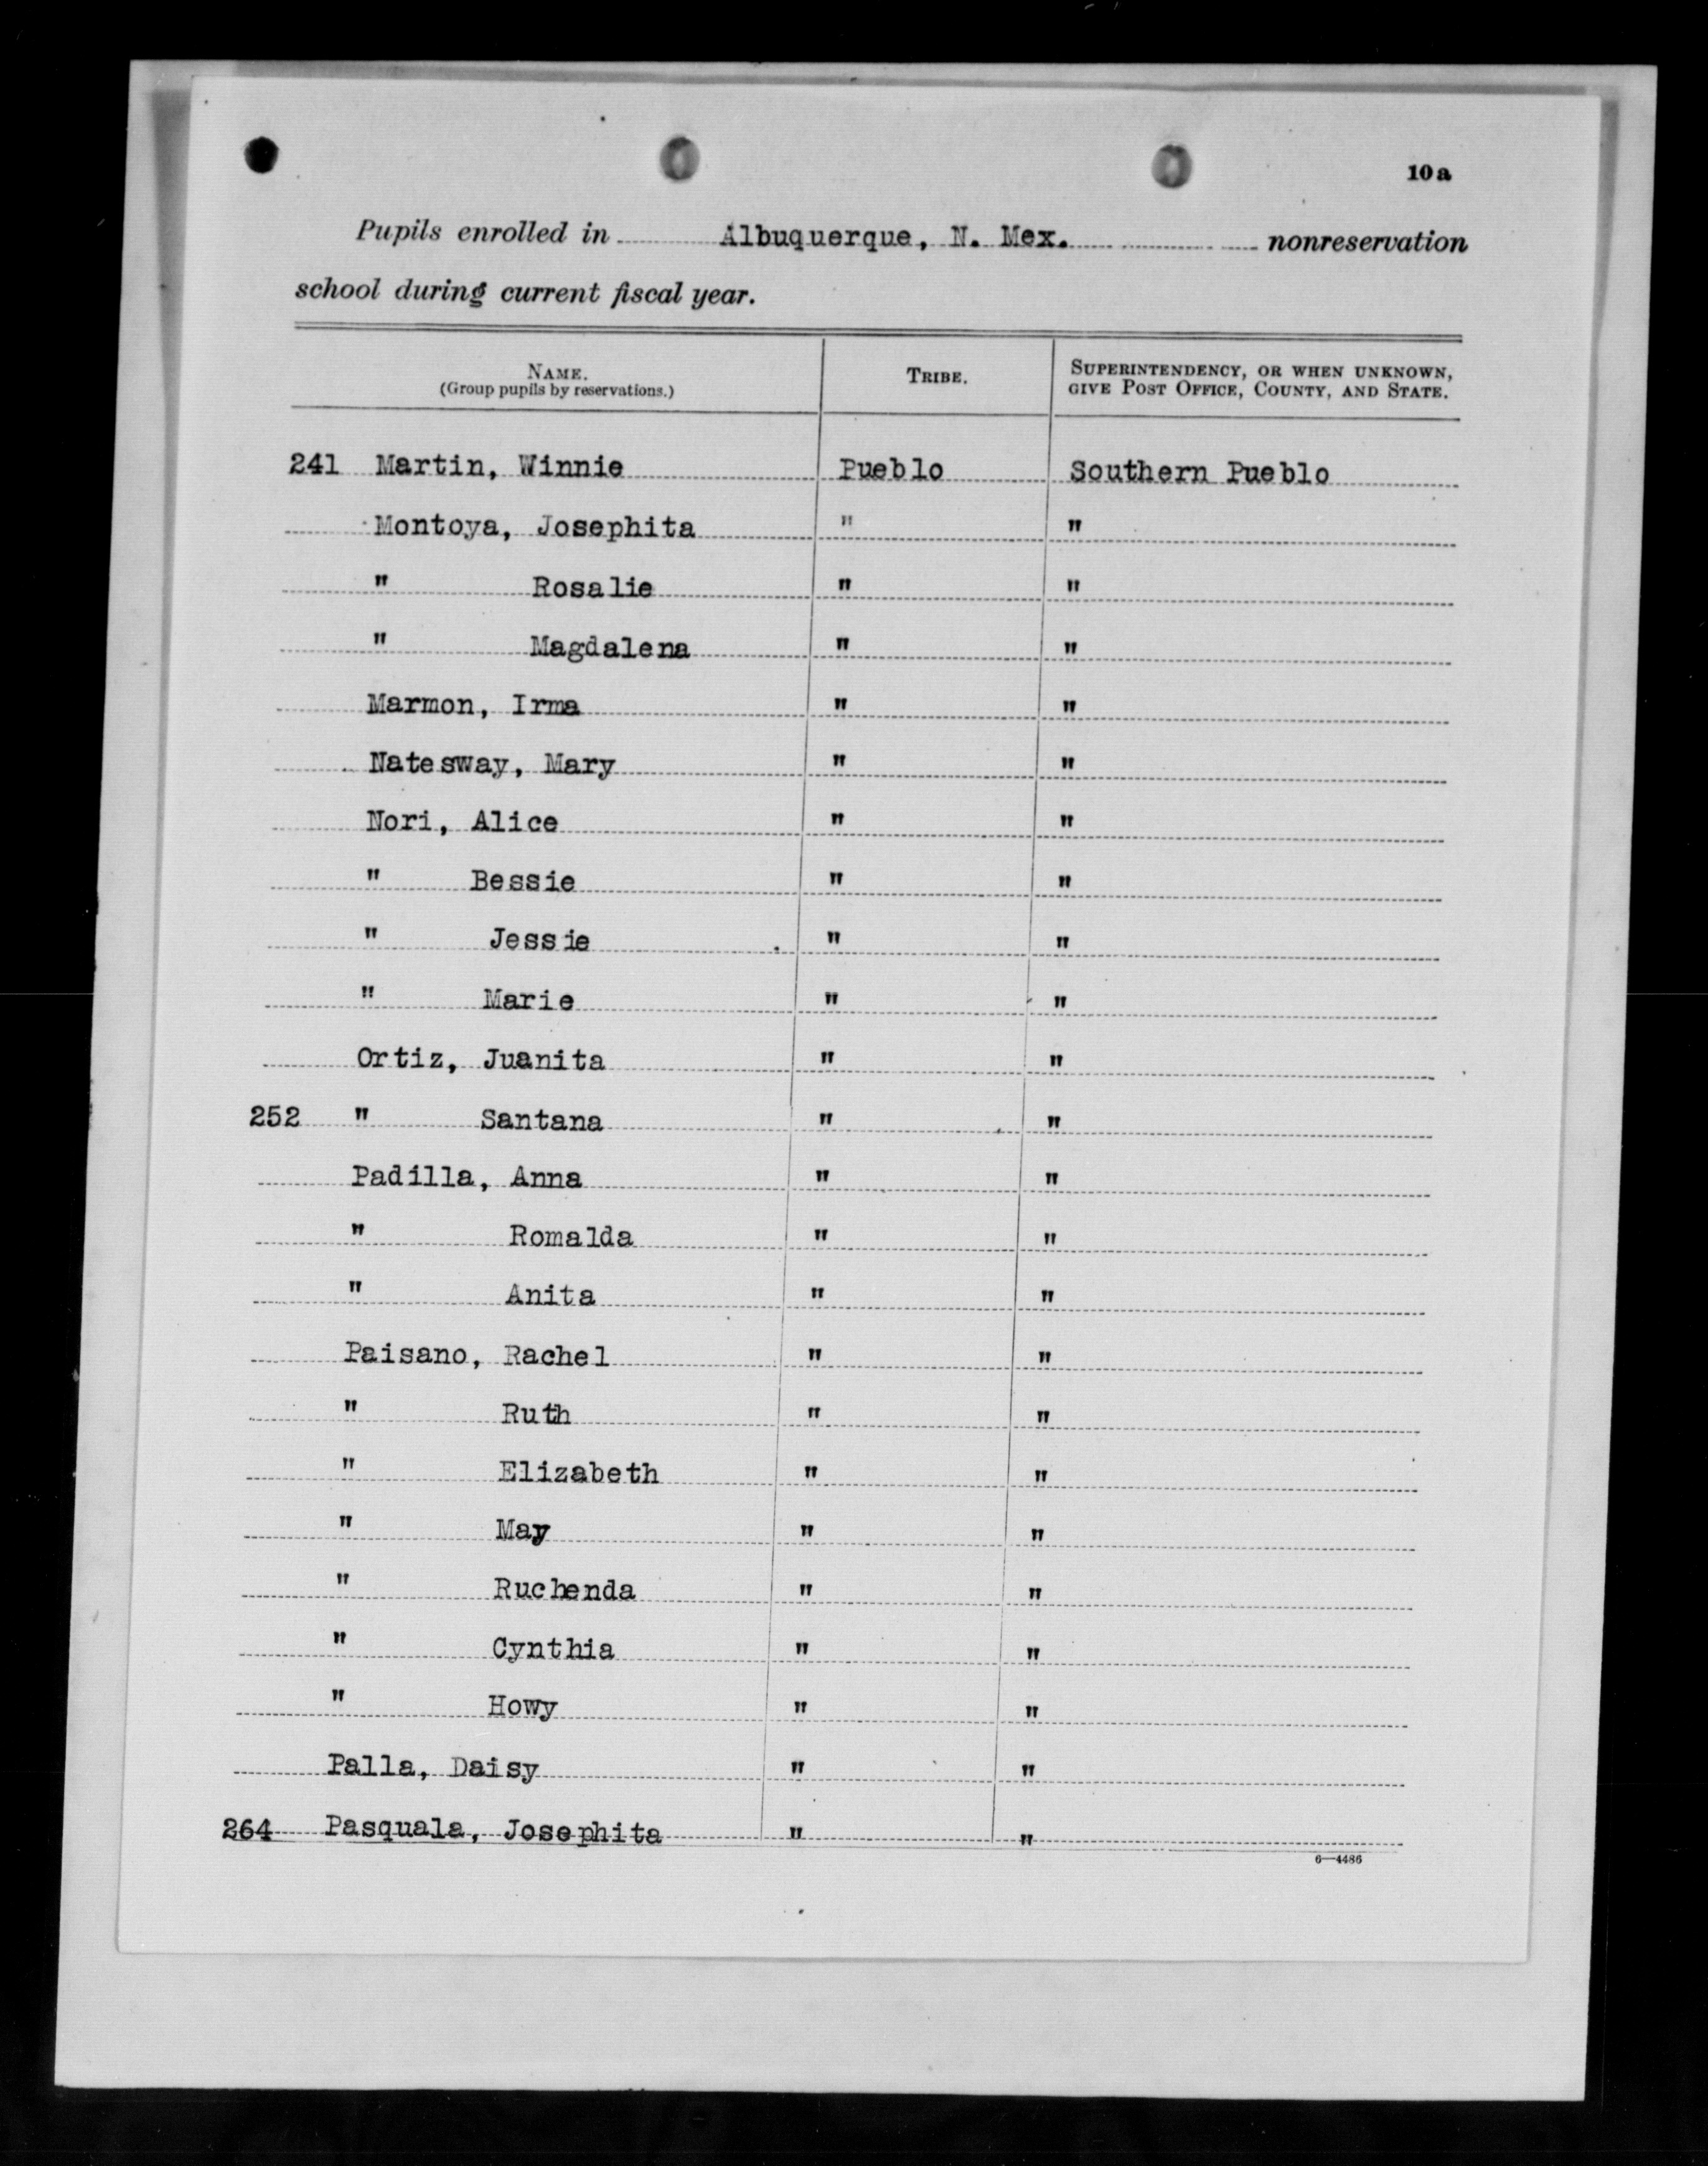 10a
Pupils enrolled in Albuquerque, N. Mex. nonreservation
school during current fiscal year.
NAME. TRIBE. SUPERINTENDENCY, OR WHEN UNKNOWN,
(Group pupils by reservations.) GIVE POST OFFICE, COUNTY, AND STATE.
241 Martin, Winnie Pueblo Southern Pueblo
Montoya, Josephita " "
" Rosalie " "
" Magdalena " "
Marmon, Irma " "
Natesway, Mary " "
Nori, Alice " "
" Bessie " "
" Jessie " "
" Marie " "
Ortiz, Juanita " "
252 " Santana " "
Padilla, Anna " "
" Romalda " "
" Anita " "
Paisano, Rachel " "
" Ruth " "
" Elizabeth " "
" May " "
" Ruchenda " "
" Cynthia " "
" Howy " "
Palla, Daisy " "
264 Pasquala, Josephita " "
6—4486